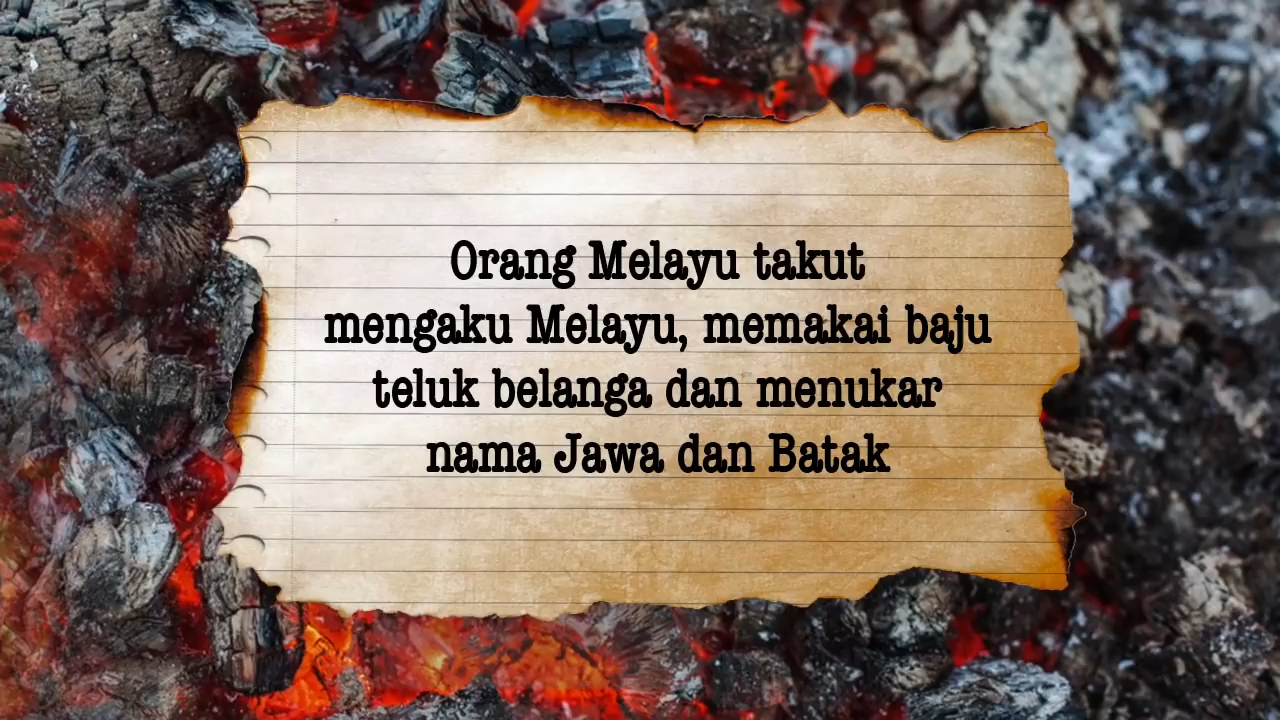 Orang Melayu takut
mengaku Melayu, memakai baju
teluk belanga dan menukar
nama Jawa dan Batak